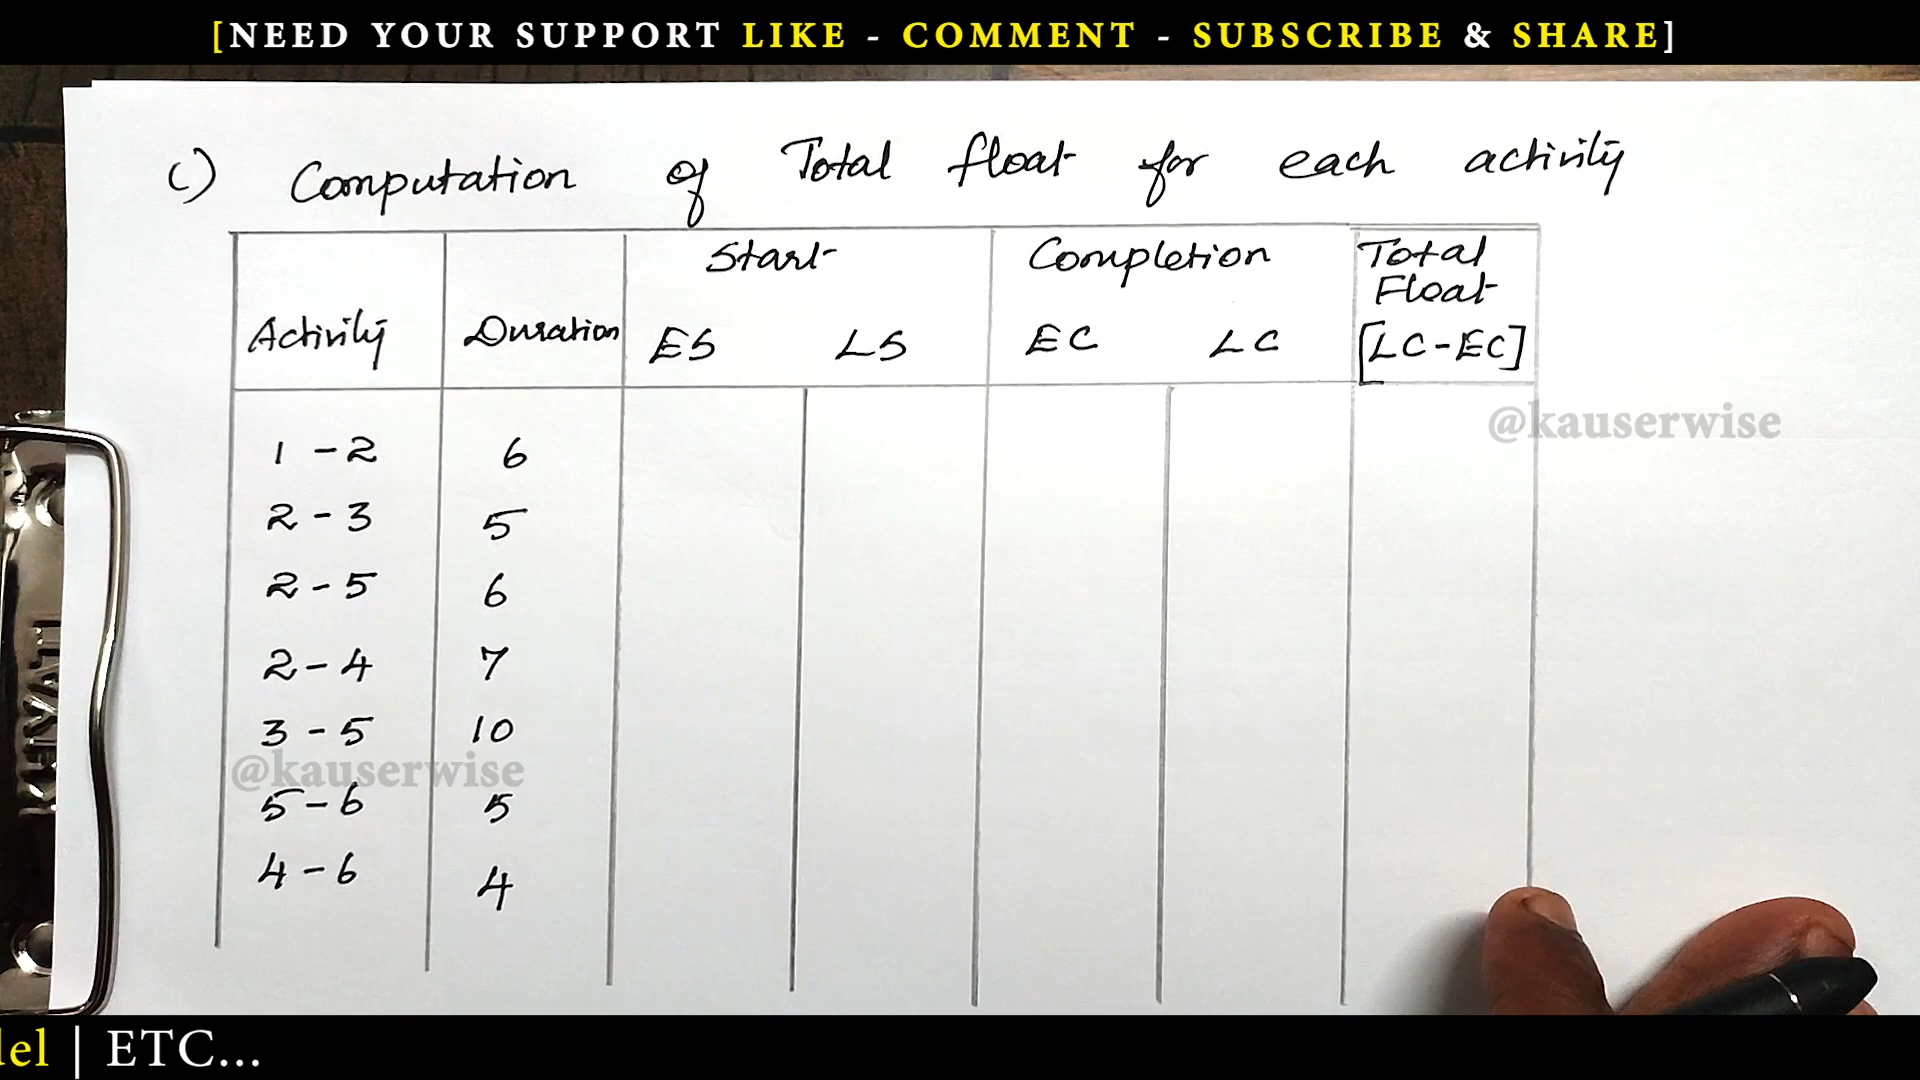 [NEED YOUR SUPPORT LIKE - COMMENT - SUBSCRIBE & SHARE]
c) Computation of Total float for each activity
Activity Duration Start Completion Total Float
ES LS EC LC [LC-EC]
@kauserwise
1 - 2 6
2 - 3 5
2 - 5 6
2 - 4 7
3 - 5 10
@kauserwise
5 - 6 5
4 - 6 4
del | ETC...